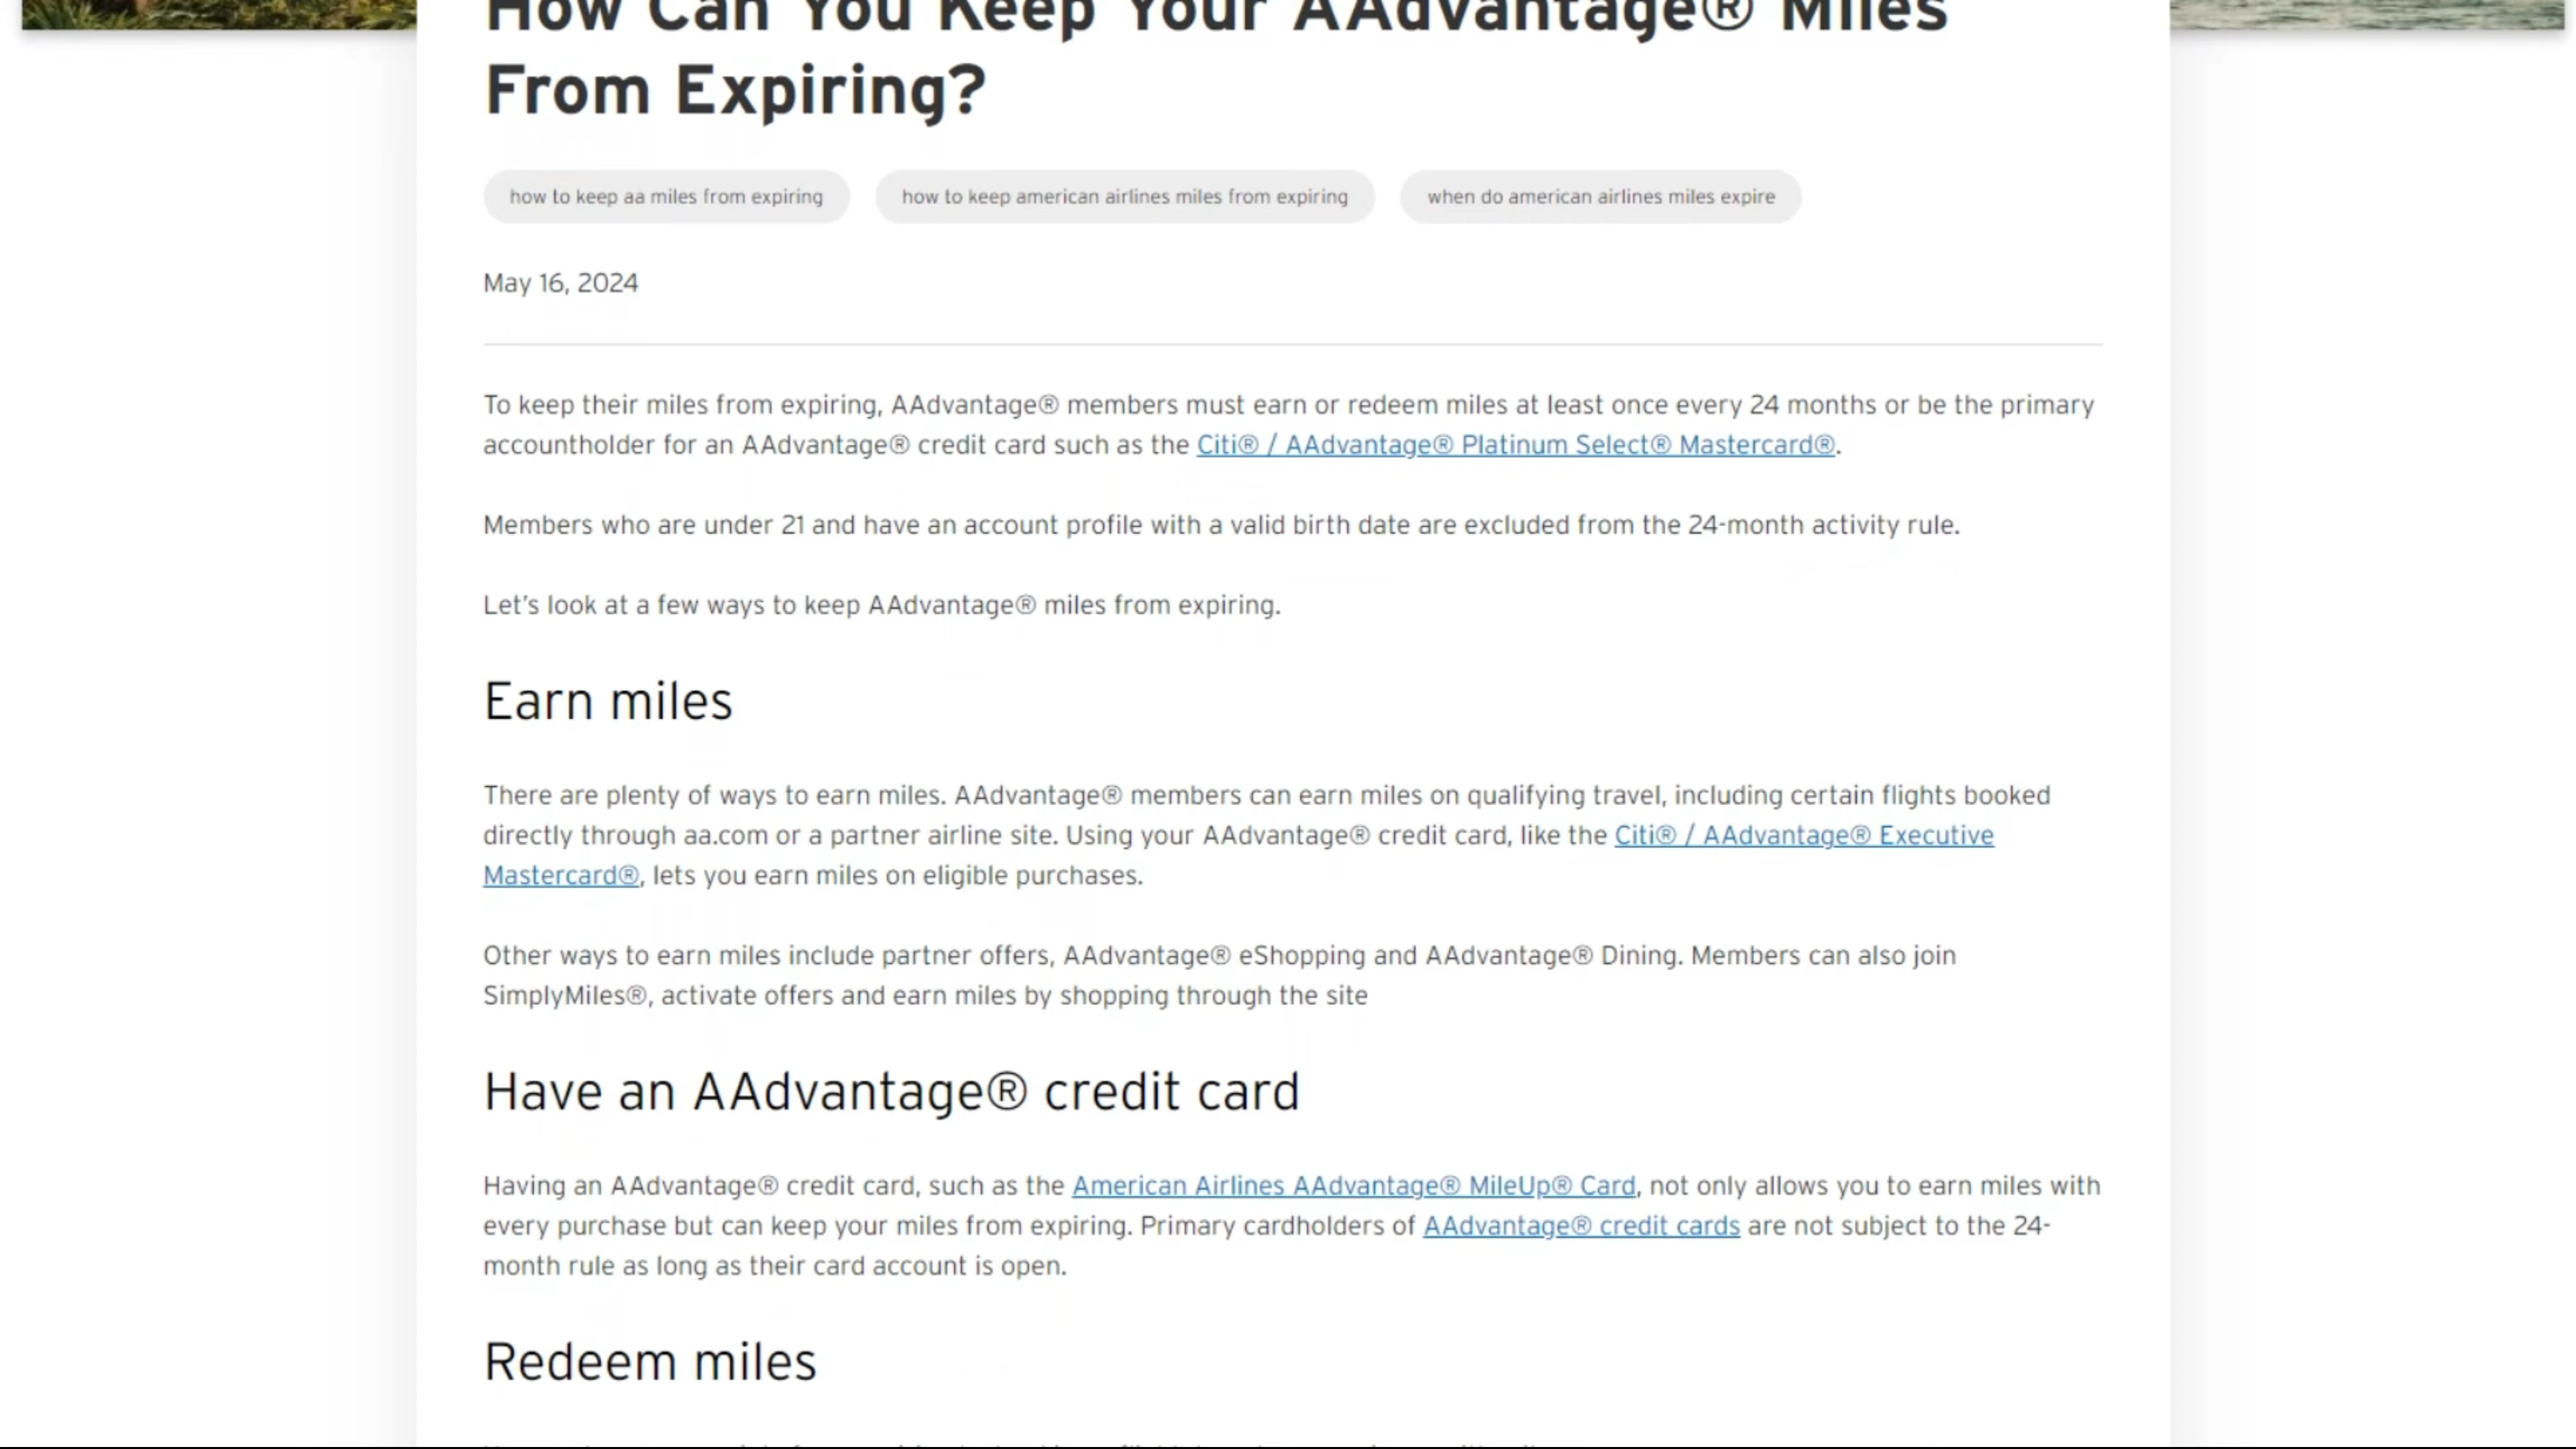 How Can You Keep Your AAdvantage® Miles
From Expiring?
how to keep aa miles from expiring
how to keep american airlines miles from expiring
when do american airlines miles expire
May 16, 2024
To keep their miles from expiring, AAdvantage® members must earn or redeem miles at least once every 24 months or be the primary
accountholder for an AAdvantage® credit card such as the Citi® / AAdvantage® Platinum Select® Mastercard®.
Members who are under 21 and have an account profile with a valid birth date are excluded from the 24-month activity rule.
Let's look at a few ways to keep AAdvantage® miles from expiring.
Earn miles
There are plenty of ways to earn miles. AAdvantage® members can earn miles on qualifying travel, including certain flights booked
directly through aa.com or a partner airline site. Using your AAdvantage® credit card, like the Citi® / AAdvantage® Executive
Mastercard®, lets you earn miles on eligible purchases.
Other ways to earn miles include partner offers, AAdvantage® eShopping and AAdvantage® Dining. Members can also join
SimplyMiles®, activate offers and earn miles by shopping through the site
Have an AAdvantage® credit card
Having an AAdvantage® credit card, such as the American Airlines AAdvantage® MileUp® Card, not only allows you to earn miles with
every purchase but can keep your miles from expiring. Primary cardholders of AAdvantage® credit cards are not subject to the 24-
month rule as long as their card account is open.
Redeem miles